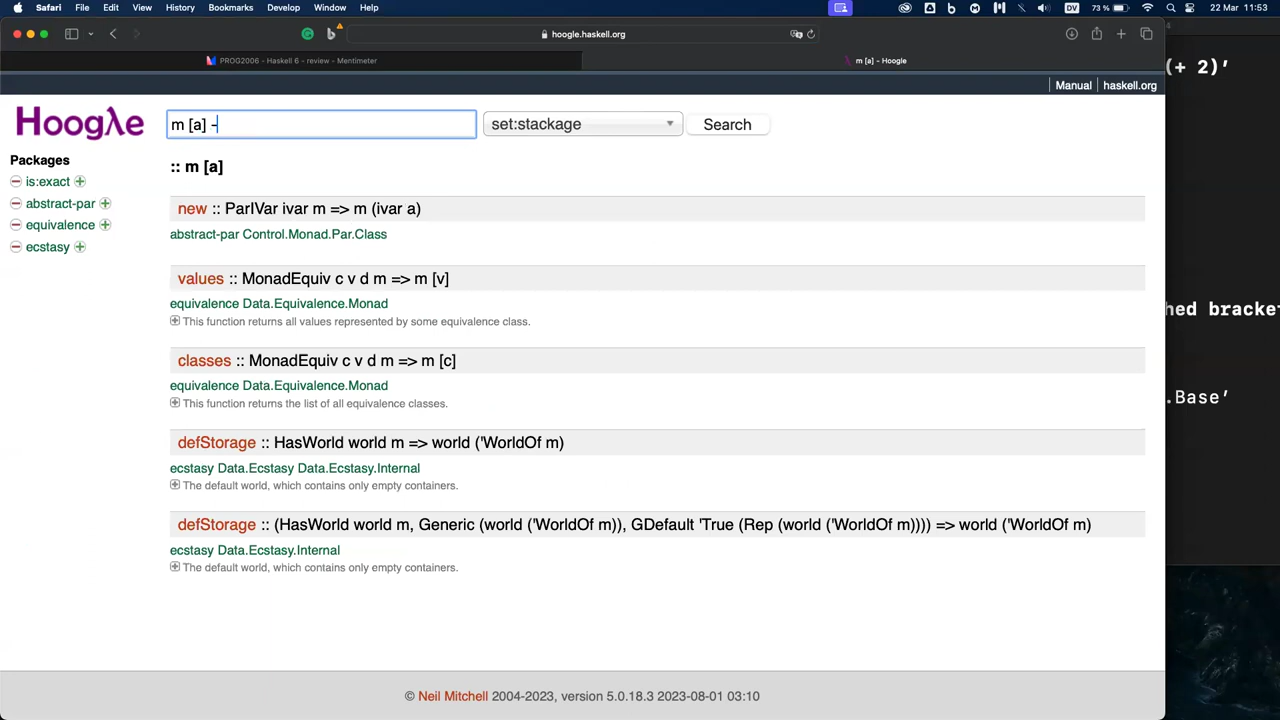 Safari File Edit View History Bookmarks Develop Window Help 73 % 22 Mar 11:53
hoogle.haskell.org
PROG2006 - Haskell 6 - review - Mentimeter
m [a] - Hoogle
(+ 2)’
Manual haskell.org
Hoogλe
m [a] -
set:stackage
Search
Packages
is:exact
abstract-par
equivalence
ecstasy
:: m [a]
new :: ParIVar ivar m => m (ivar a)
abstract-par Control.Monad.Par.Class
values :: MonadEquiv c v d m => m [v]
equivalence Data.Equivalence.Monad
This function returns all values represented by some equivalence class.
hed bracket
classes :: MonadEquiv c v d m => m [c]
equivalence Data.Equivalence.Monad
This function returns the list of all equivalence classes.
.Base’
defStorage :: HasWorld world m => world ('WorldOf m)
ecstasy Data.Ecstasy Data.Ecstasy.Internal
The default world, which contains only empty containers.
defStorage :: (HasWorld world m, Generic (world ('WorldOf m)), GDefault 'True (Rep (world ('WorldOf m)))) => world ('WorldOf m)
ecstasy Data.Ecstasy.Internal
The default world, which contains only empty containers.
© Neil Mitchell 2004-2023, version 5.0.18.3 2023-08-01 03:10